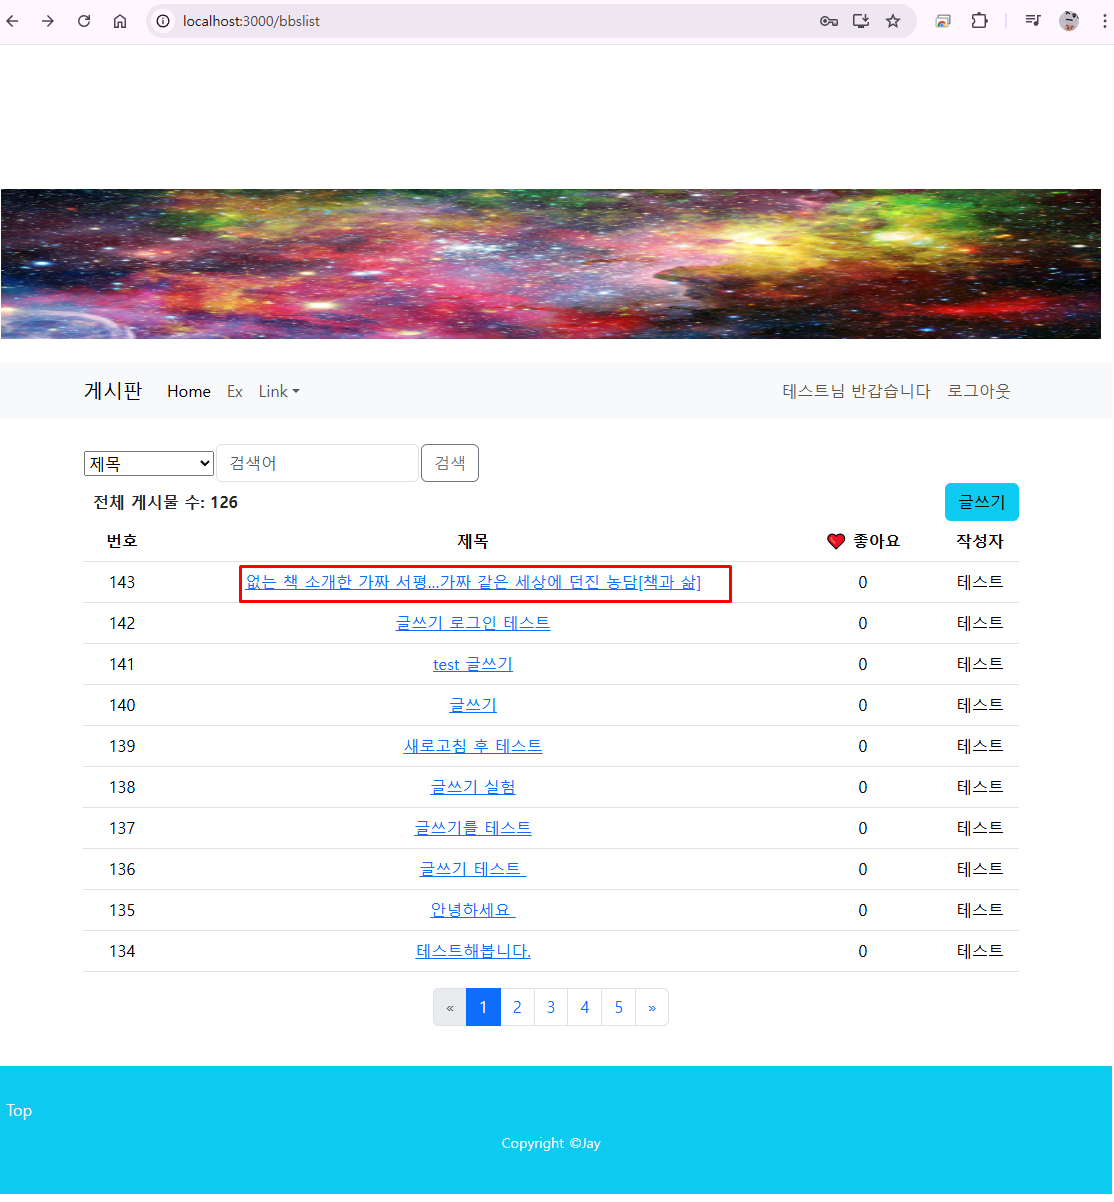 localhost:3000/bbslist
게시판 Home Ex Link 테스트님 반갑습니다 로그아웃
제목 검색어 검색
전체 게시물 수: 126 글쓰기
번호 제목 좋아요 작성자
143 없는 책 소개한 가짜 서평...가짜 같은 세상에 던진 농담[책과 삶] 0 테스트
142 글쓰기 로그인 테스트 0 테스트
141 test 글쓰기 0 테스트
140 글쓰기 0 테스트
139 새로고침 후 테스트 0 테스트
138 글쓰기 실험 0 테스트
137 글쓰기를 테스트 0 테스트
136 글쓰기 테스트 0 테스트
135 안녕하세요 0 테스트
134 테스트해봅니다. 0 테스트
« 1 2 3 4 5 »
Top
Copyright ©Jay